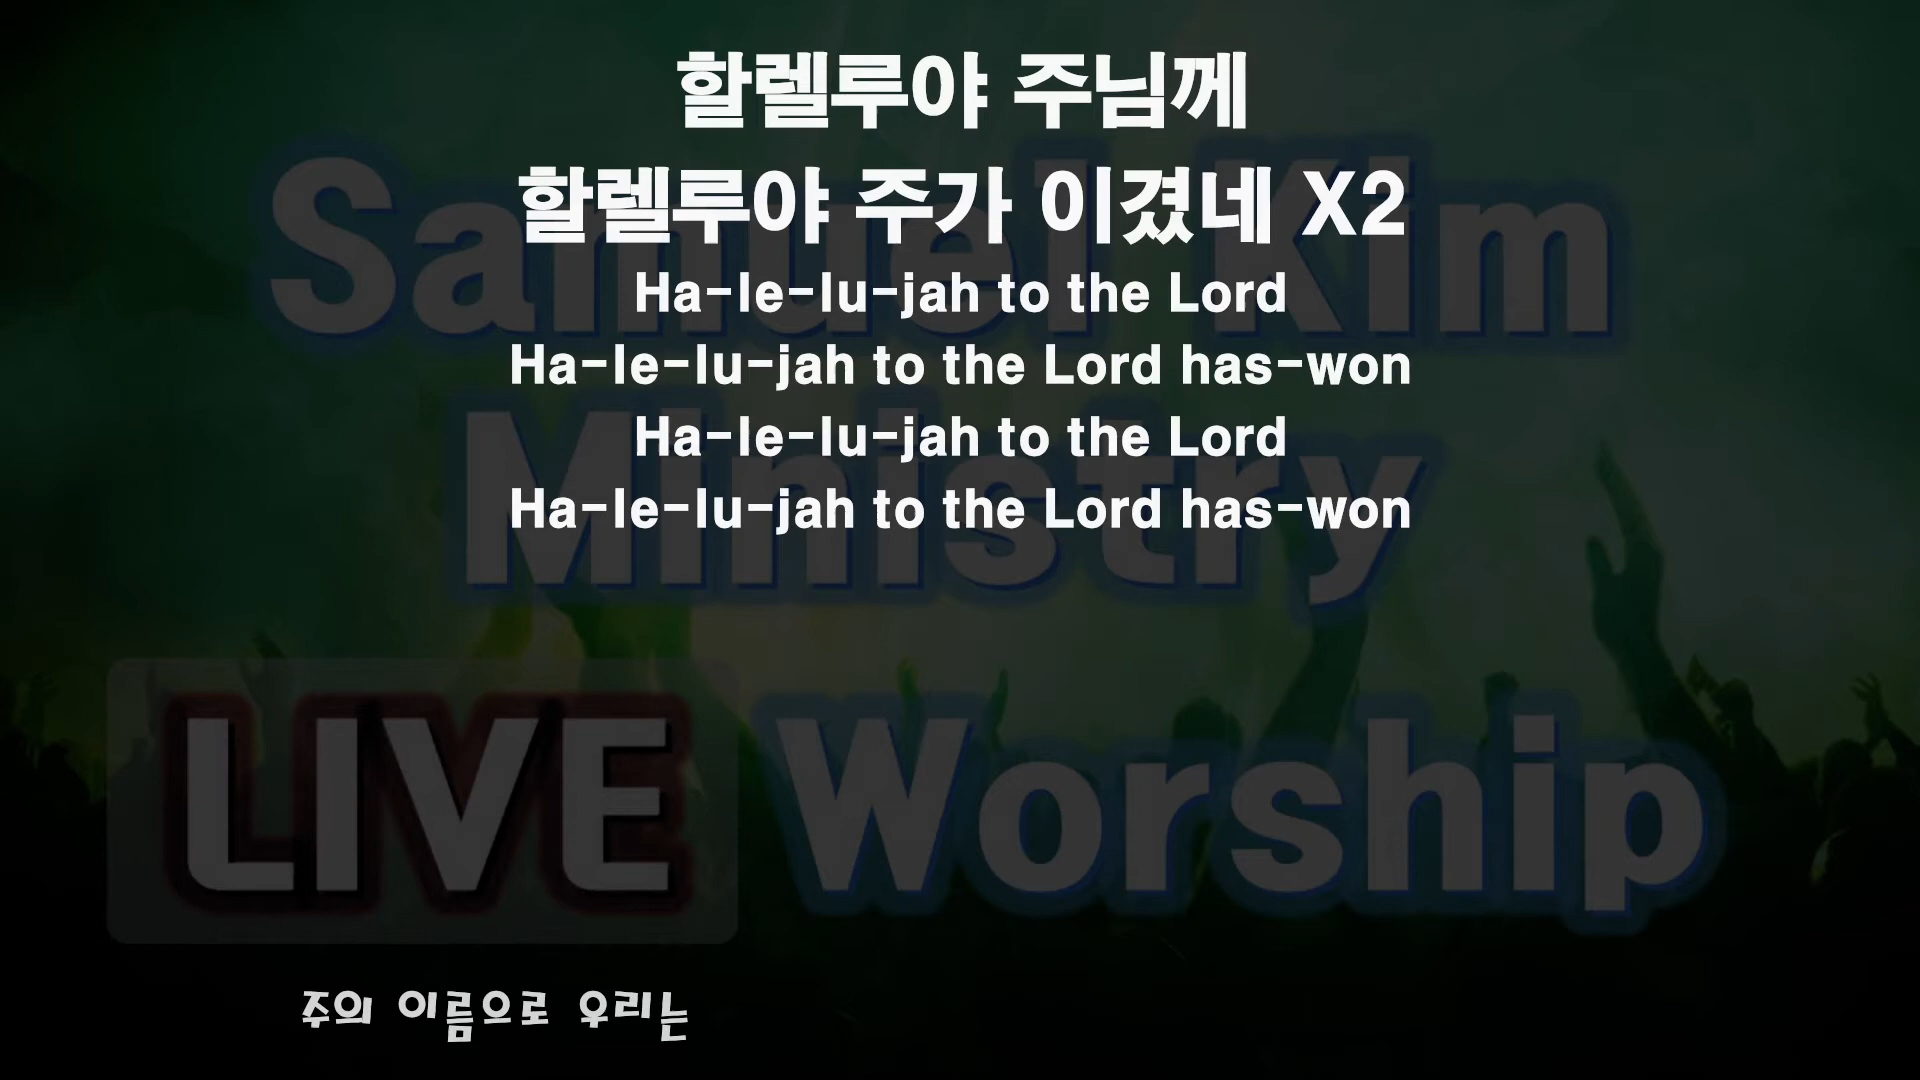 할렐루야 주님께
할렐루야 주가 이겼네 X2
Ha-le-lu-jah to the Lord
Ha-le-lu-jah to the Lord has-won
Ha-le-lu-jah to the Lord
Ha-le-lu-jah to the Lord has-won
Samuel Kim
Ministry
LIVE Worship
주의 이름으로 우리는